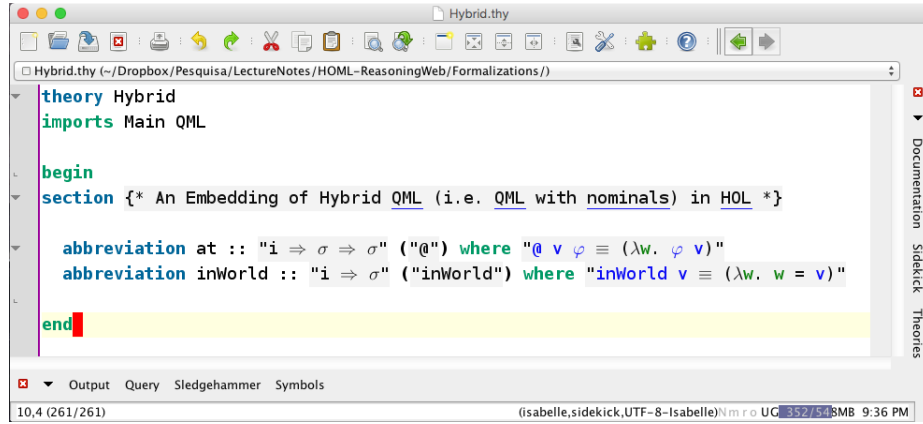 Hybrid.thy
Hybrid.thy (~/Dropbox/Pesquisa/LectureNotes/HOML-ReasoningWeb/Formalizations/)
theory Hybrid
imports Main QML
begin
section {* An Embedding of Hybrid QML (i.e. QML with nominals) in HOL *}
abbreviation at :: "i ⇒ σ ⇒ σ" ("@") where "@ v φ ≡ (λw. φ v)"
abbreviation inWorld :: "i ⇒ σ" ("inWorld") where "inWorld v ≡ (λw. w = v)"
end
Documentation
Sidekick
Theories
Output Query Sledgehammer Symbols
10,4 (261/261) (isabelle,sidekick,UTF-8-Isabelle)N m r o UG 352/548MB 9:36 PM